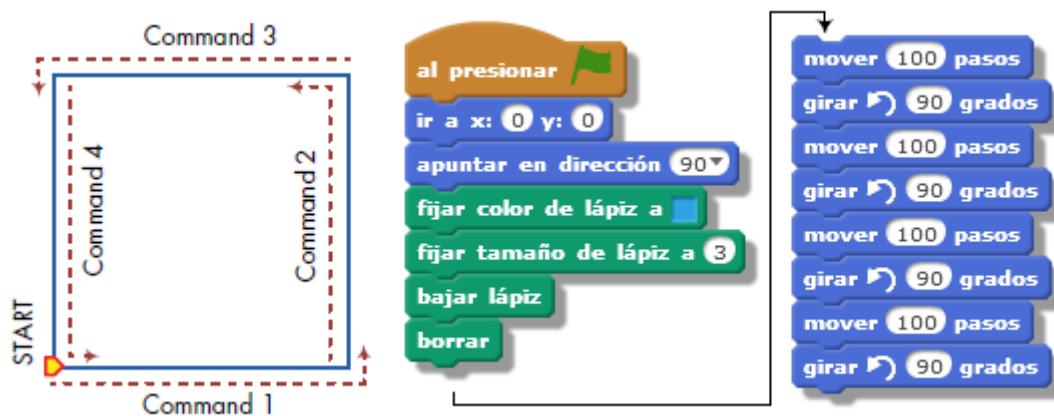 Command 3
Command 4
Command 2
START
Command 1
al presionar
ir a x: 0 y: 0
apuntar en dirección 90
fijar color de lápiz a
fijar tamaño de lápiz a 3
bajar lápiz
borrar
mover 100 pasos
girar 90 grados
mover 100 pasos
girar 90 grados
mover 100 pasos
girar 90 grados
mover 100 pasos
girar 90 grados